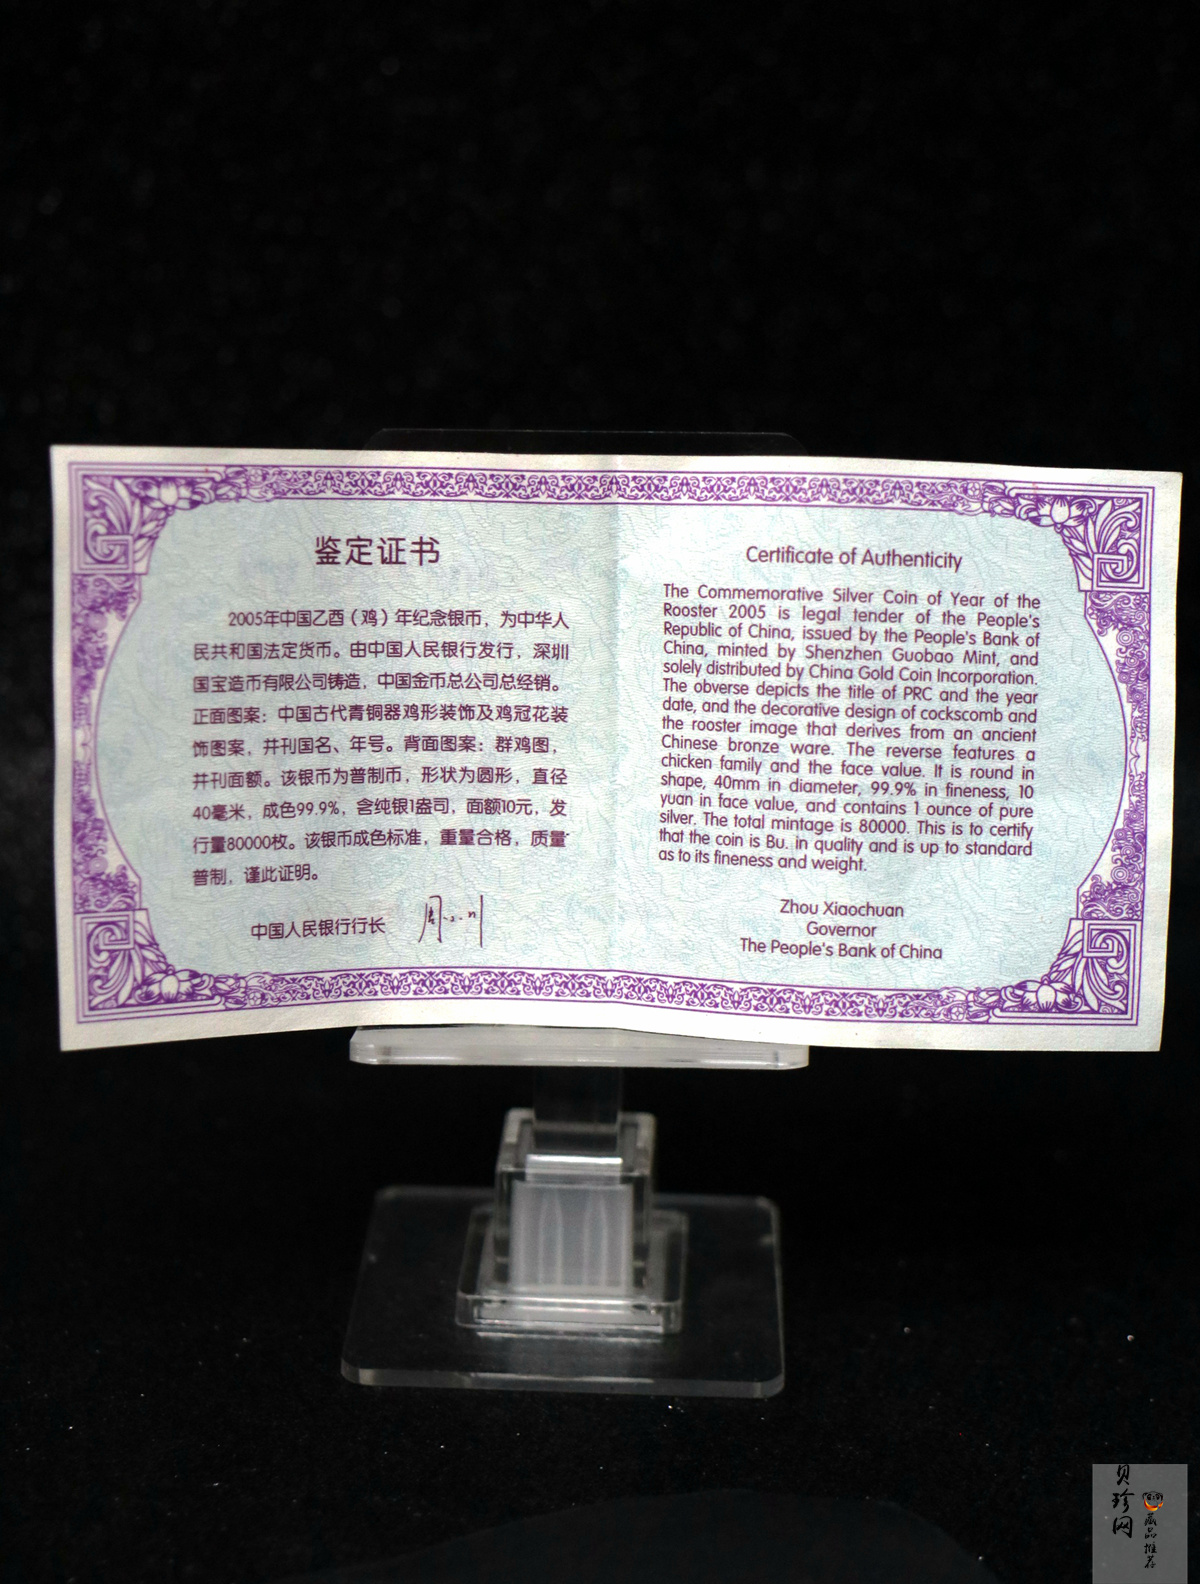 鉴定证书
2005年中国乙酉（鸡）年纪念银币，为中华人
民共和国法定货币。由中国人民银行发行，深圳
国宝造币有限公司铸造，中国金币总公司总经销。
正面图案：中国古代青铜器鸡形装饰及鸡冠花装
饰图案，并刊国名、年号。背面图案：群鸡图，
并刊面额。该银币为普制币，形状为圆形，直径
40毫米，成色99.9%，含纯银1盎司，面额10元，发
行量80000枚。该银币成色标准，重量合格，质量
普制，谨此证明。
中国人民银行行长
Certificate of Authenticity
The Commemorative Silver Coin of Year of the
Rooster 2005 is legal tender of the People's
Republic of China, issued by the People's Bank of
China, minted by Shenzhen Guobao Mint, and
solely distributed by China Gold Coin Incorporation.
The obverse depicts the title of PRC and the year
date, and the decorative design of cockscomb and
the rooster image that derives from an ancient
Chinese bronze ware. The reverse features a
chicken family and the face value. It is round in
shape, 40mm in diameter, 99.9% in fineness, 10
yuan in face value, and contains 1 ounce of pure
silver. The total mintage is 80000. This is to certify
that the coin is Bu. in quality and is up to standard
as to its fineness and weight.
Zhou Xiaochuan
Governor
The People's Bank of China
贝珍网
藏品推荐